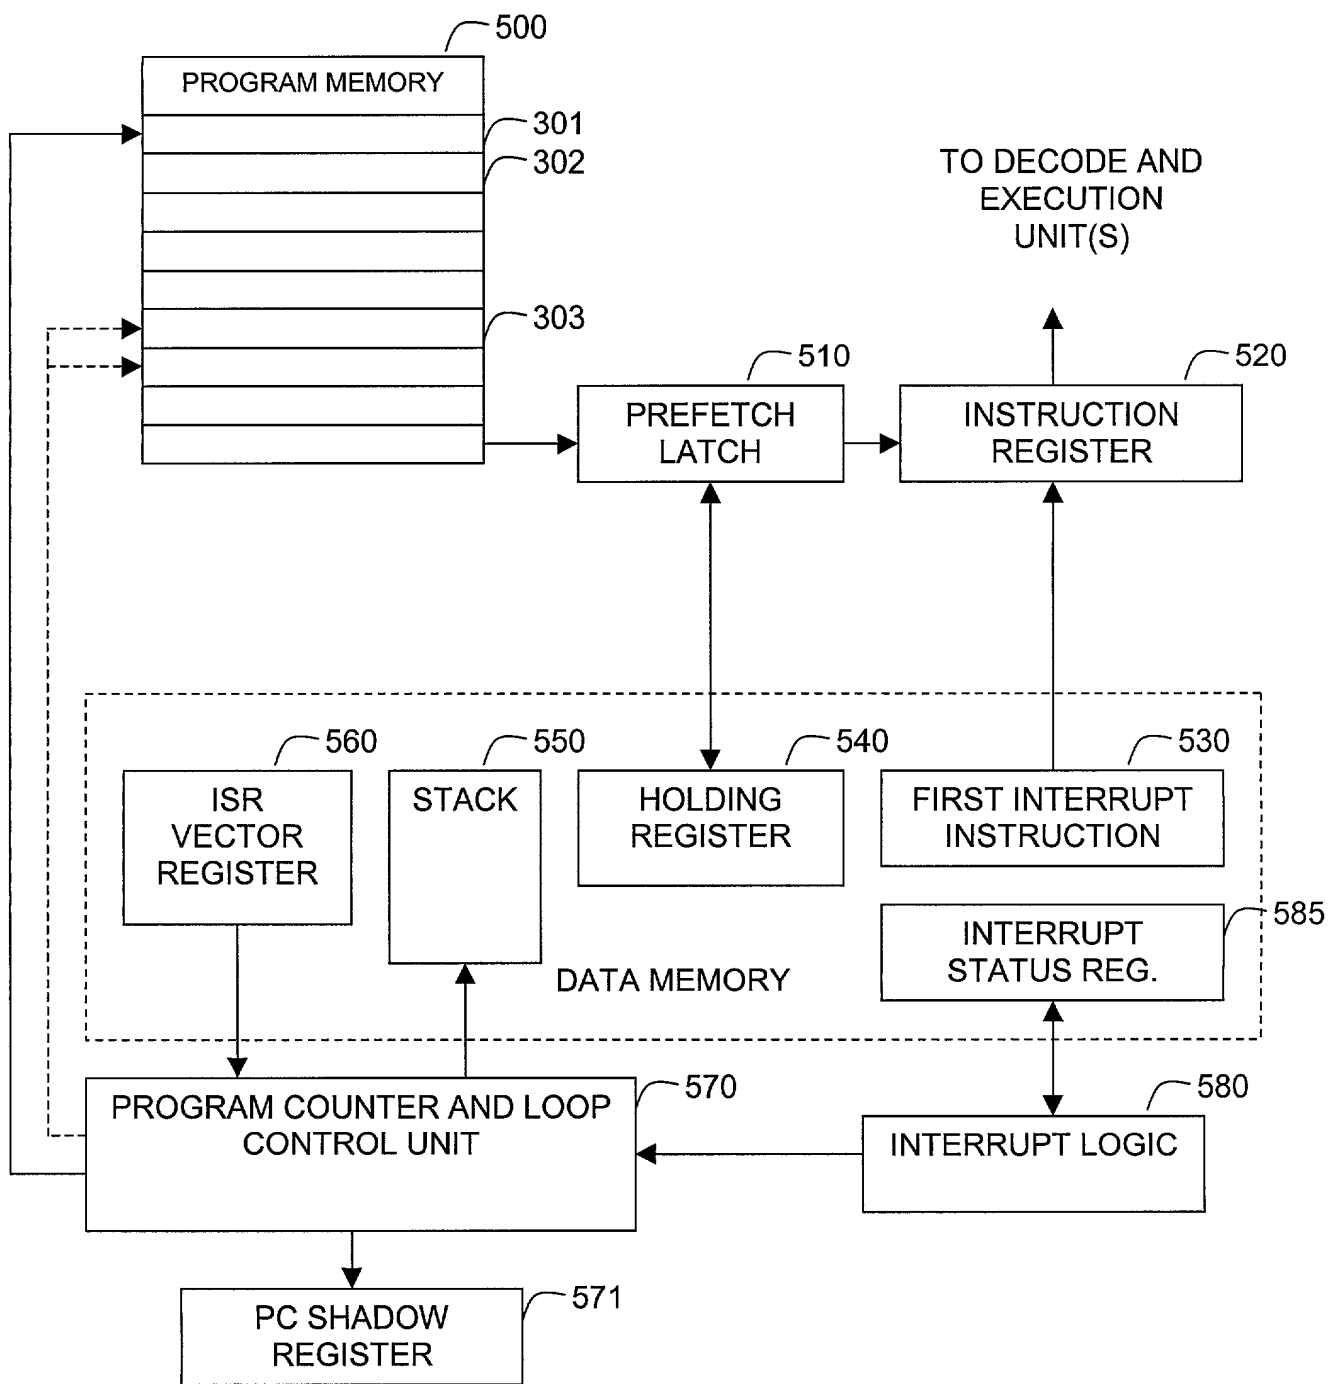 500
PROGRAM MEMORY
301
302
303
TO DECODE AND
EXECUTION
UNIT(S)
510
PREFETCH
LATCH
520
INSTRUCTION
REGISTER
560
ISR
VECTOR
REGISTER
550
STACK
540
HOLDING
REGISTER
530
FIRST INTERRUPT
INSTRUCTION
585
INTERRUPT
STATUS REG.
DATA MEMORY
570
PROGRAM COUNTER AND LOOP
CONTROL UNIT
580
INTERRUPT LOGIC
571
PC SHADOW
REGISTER